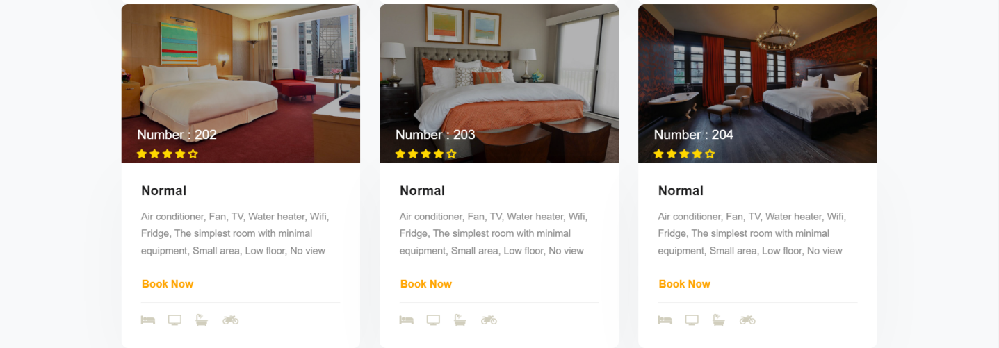 Number : 202
Number : 203
Number : 204
Normal
Air conditioner, Fan, TV, Water heater, Wifi,
Fridge, The simplest room with minimal
equipment, Small area, Low floor, No view
Book Now
Normal
Air conditioner, Fan, TV, Water heater, Wifi,
Fridge, The simplest room with minimal
equipment, Small area, Low floor, No view
Book Now
Normal
Air conditioner, Fan, TV, Water heater, Wifi,
Fridge, The simplest room with minimal
equipment, Small area, Low floor, No view
Book Now